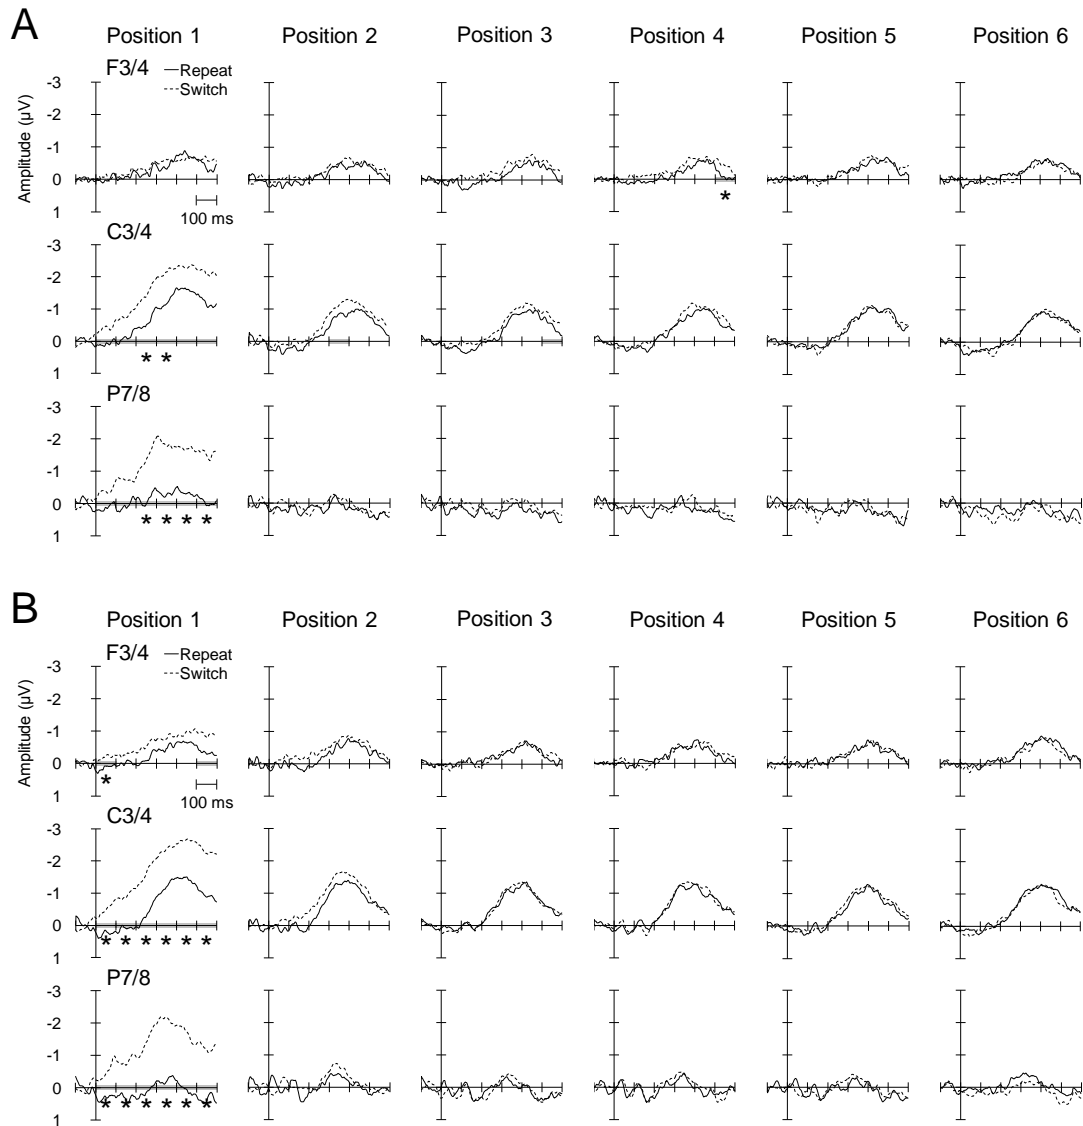 A
Position 1 Position 2 Position 3 Position 4 Position 5 Position 6
F3/4
Repeat
Switch
Amplitude (µV)
-3
-2
-1
0
1
*
100 ms
C3/4
-3
-2
-1
0
1
* *
P7/8
-3
-2
-1
0
1
* * * *
B
Position 1 Position 2 Position 3 Position 4 Position 5 Position 6
F3/4
Repeat
Switch
Amplitude (µV)
-3
-2
-1
0
1
*
100 ms
C3/4
-3
-2
-1
0
1
* * * * * *
P7/8
-3
-2
-1
0
1
* * * * * *